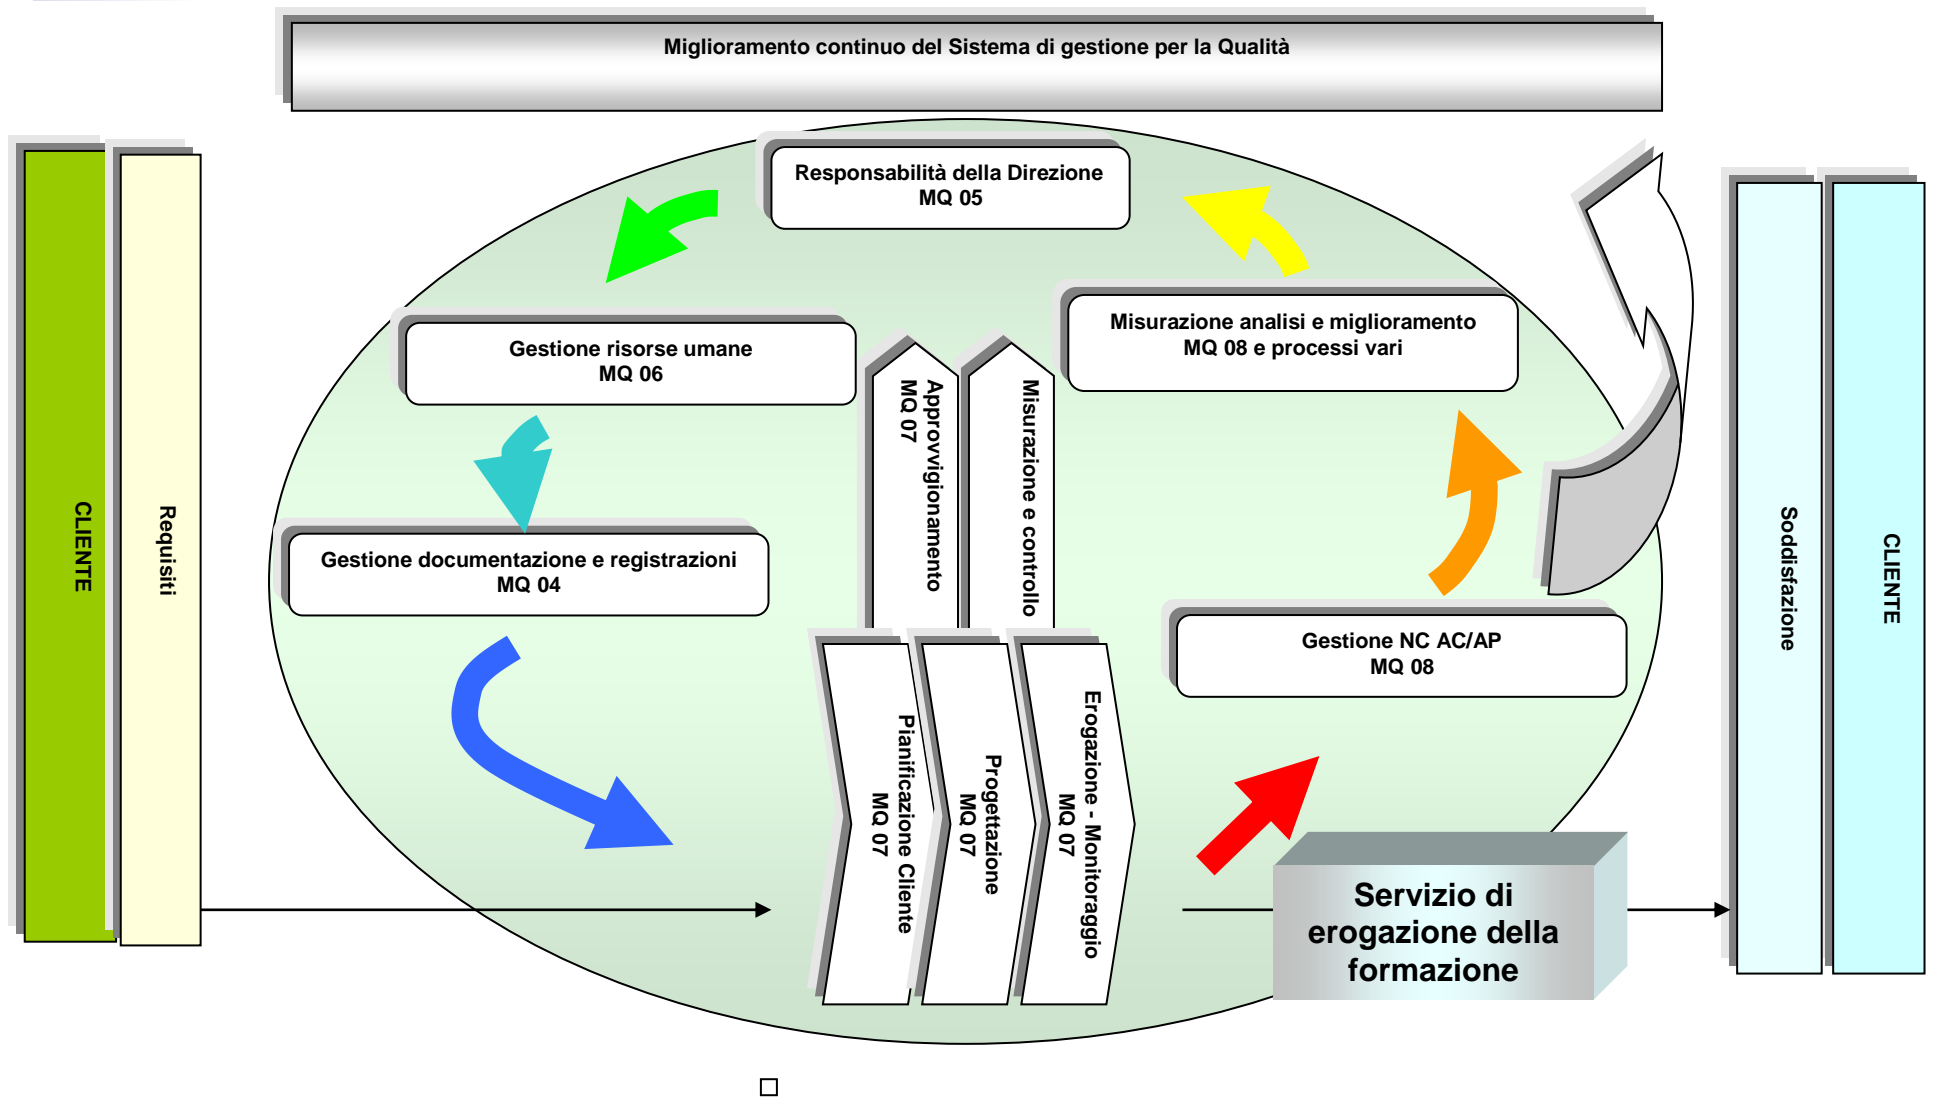 Miglioramento continuo del Sistema di gestione per la Qualità
CLIENTE
Requisiti
Responsabilità della Direzione
MQ 05
Gestione risorse umane
MQ 06
Misurazione analisi e miglioramento
MQ 08 e processi vari
Approvvigionamento
MQ 07
Misurazione e controllo
Gestione documentazione e registrazioni
MQ 04
Gestione NC AC/AP
MQ 08
Pianificazione Cliente
MQ 07
Progettazione
MQ 07
Erogazione - Monitoraggio
MQ 07
Servizio di
erogazione della
formazione
Soddisfazione
CLIENTE